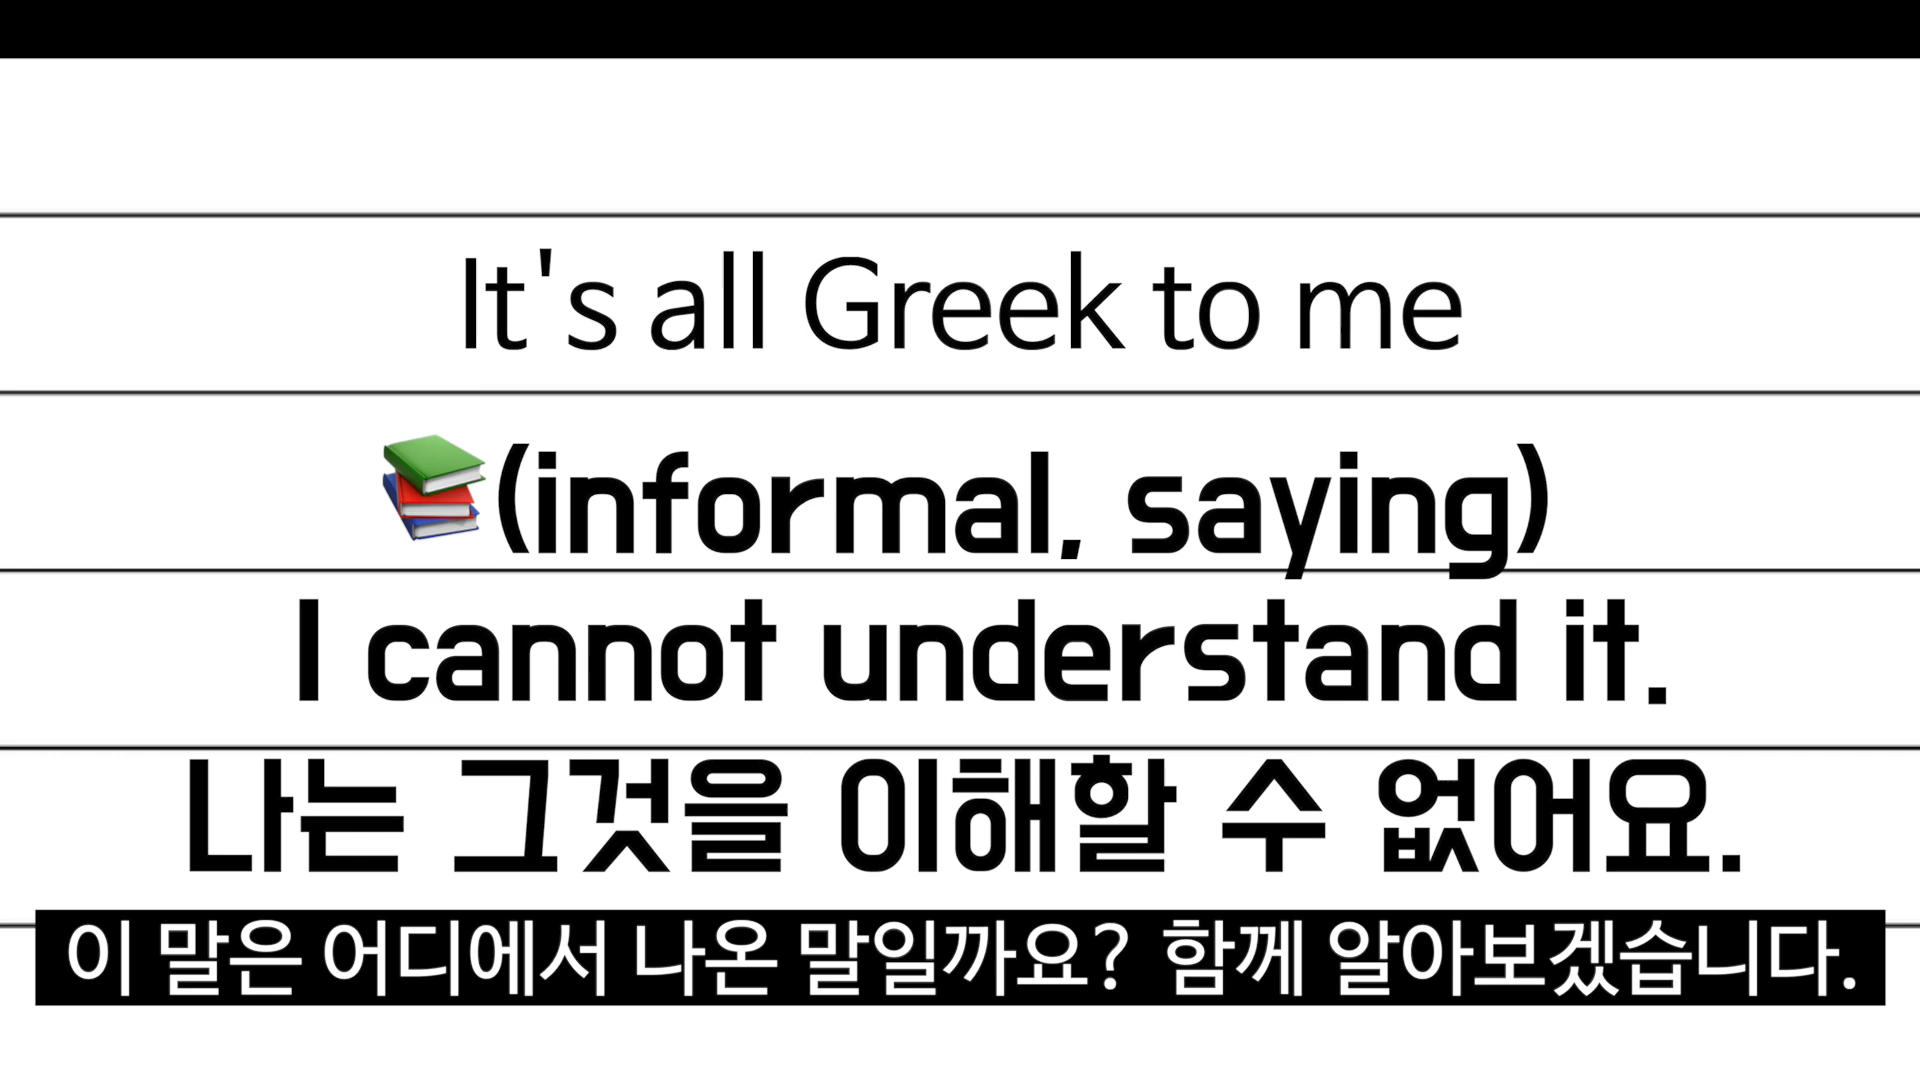 It's all Greek to me
(informal, saying)
I cannot understand it.
나는 그것을 이해할 수 없어요.
이 말은 어디에서 나온 말일까요? 함께 알아보겠습니다.